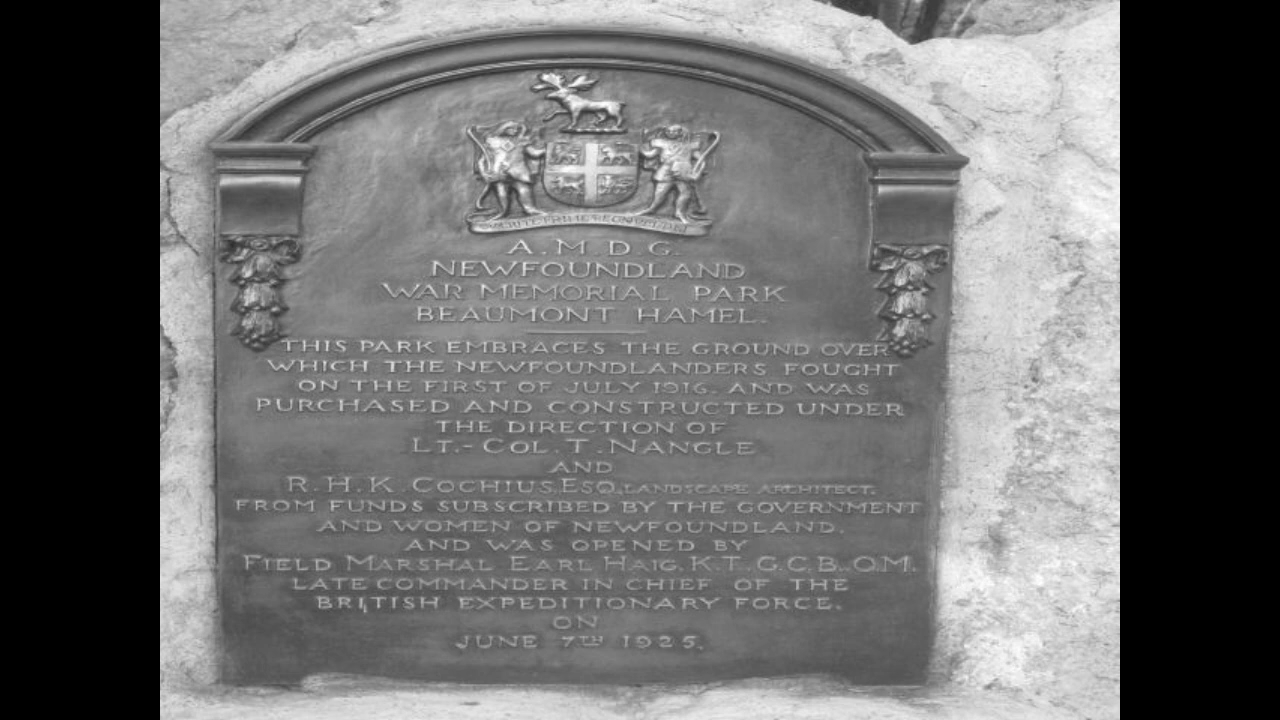 A.M.D.G.
NEWFOUNDLAND
WAR MEMORIAL PARK
BEAUMONT HAMEL.
THIS PARK EMBRACES THE GROUND OVER
WHICH THE NEWFOUNDLANDERS FOUGHT
ON THE FIRST OF JULY 1916. AND WAS
PURCHASED AND CONSTRUCTED UNDER
THE DIRECTION OF
LT.- COL. T. NANGLE
AND
R.H.K. COCHIUS ESQ. LANDSCAPE ARCHITECT.
FROM FUNDS SUBSCRIBED BY THE GOVERNMENT
AND WOMEN OF NEWFOUNDLAND.
AND WAS OPENED BY
FIELD MARSHAL EARL HAIG. K.T., G.C.B., O.M.
LATE COMMANDER IN CHIEF OF THE
BRITISH EXPEDITIONARY FORCE.
ON
JUNE 7TH 1925.